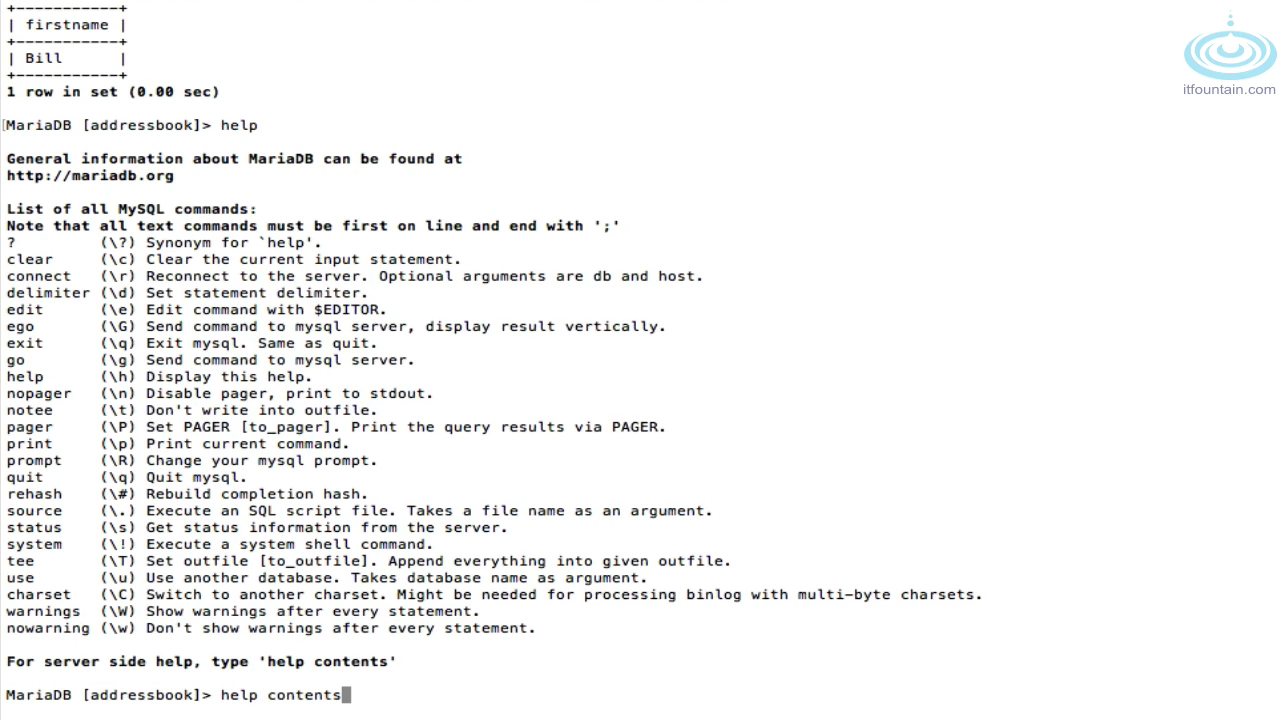 +-----------+
| firstname |
+-----------+
| Bill      |
+-----------+
1 row in set (0.00 sec)
itfountain.com
[MariaDB [addressbook]> help
General information about MariaDB can be found at
http://mariadb.org
List of all MySQL commands:
Note that all text commands must be first on line and end with ';'
?         (\?) Synonym for `help'.
clear     (\c) Clear the current input statement.
connect   (\r) Reconnect to the server. Optional arguments are db and host.
delimiter (\d) Set statement delimiter.
edit      (\e) Edit command with $EDITOR.
ego       (\G) Send command to mysql server, display result vertically.
exit      (\q) Exit mysql. Same as quit.
go        (\g) Send command to mysql server.
help      (\h) Display this help.
nopager   (\n) Disable pager, print to stdout.
notee     (\t) Don't write into outfile.
pager     (\P) Set PAGER [to_pager]. Print the query results via PAGER.
print     (\p) Print current command.
prompt    (\R) Change your mysql prompt.
quit      (\q) Quit mysql.
rehash    (\#) Rebuild completion hash.
source    (\.) Execute an SQL script file. Takes a file name as an argument.
status    (\s) Get status information from the server.
system    (\!) Execute a system shell command.
tee       (\T) Set outfile [to_outfile]. Append everything into given outfile.
use       (\u) Use another database. Takes database name as argument.
charset   (\C) Switch to another charset. Might be needed for processing binlog with multi-byte charsets.
warnings  (\W) Show warnings after every statement.
nowarning (\w) Don't show warnings after every statement.
For server side help, type 'help contents'
MariaDB [addressbook]> help contents